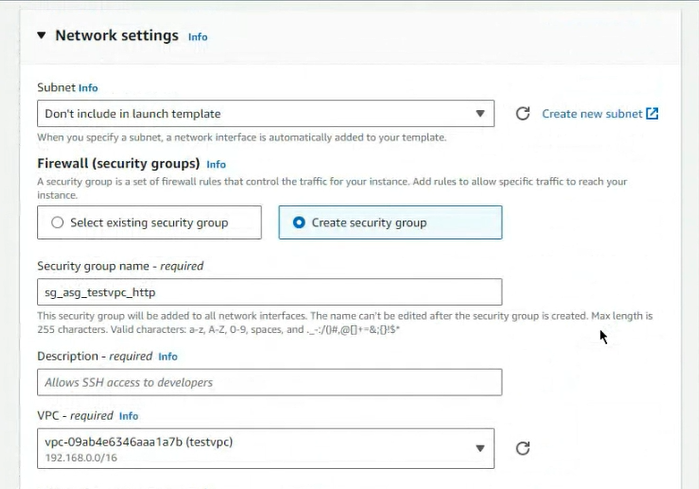 Network settings Info
Subnet Info
Don't include in launch template
Create new subnet
When you specify a subnet, a network interface is automatically added to your template.
Firewall (security groups) Info
A security group is a set of firewall rules that control the traffic for your instance. Add rules to allow specific traffic to reach your
instance.
Select existing security group
Create security group
Security group name - required
sg_asg_testvpc_http
This security group will be added to all network interfaces. The name can't be edited after the security group is created. Max length is
255 characters. Valid characters: a-z, A-Z, 0-9, spaces, and ._-:/()#,@[]+=&;{}!$*
Description - required Info
Allows SSH access to developers
VPC - required Info
vpc-09ab4e6346aaa1a7b (testvpc)
192.168.0.0/16